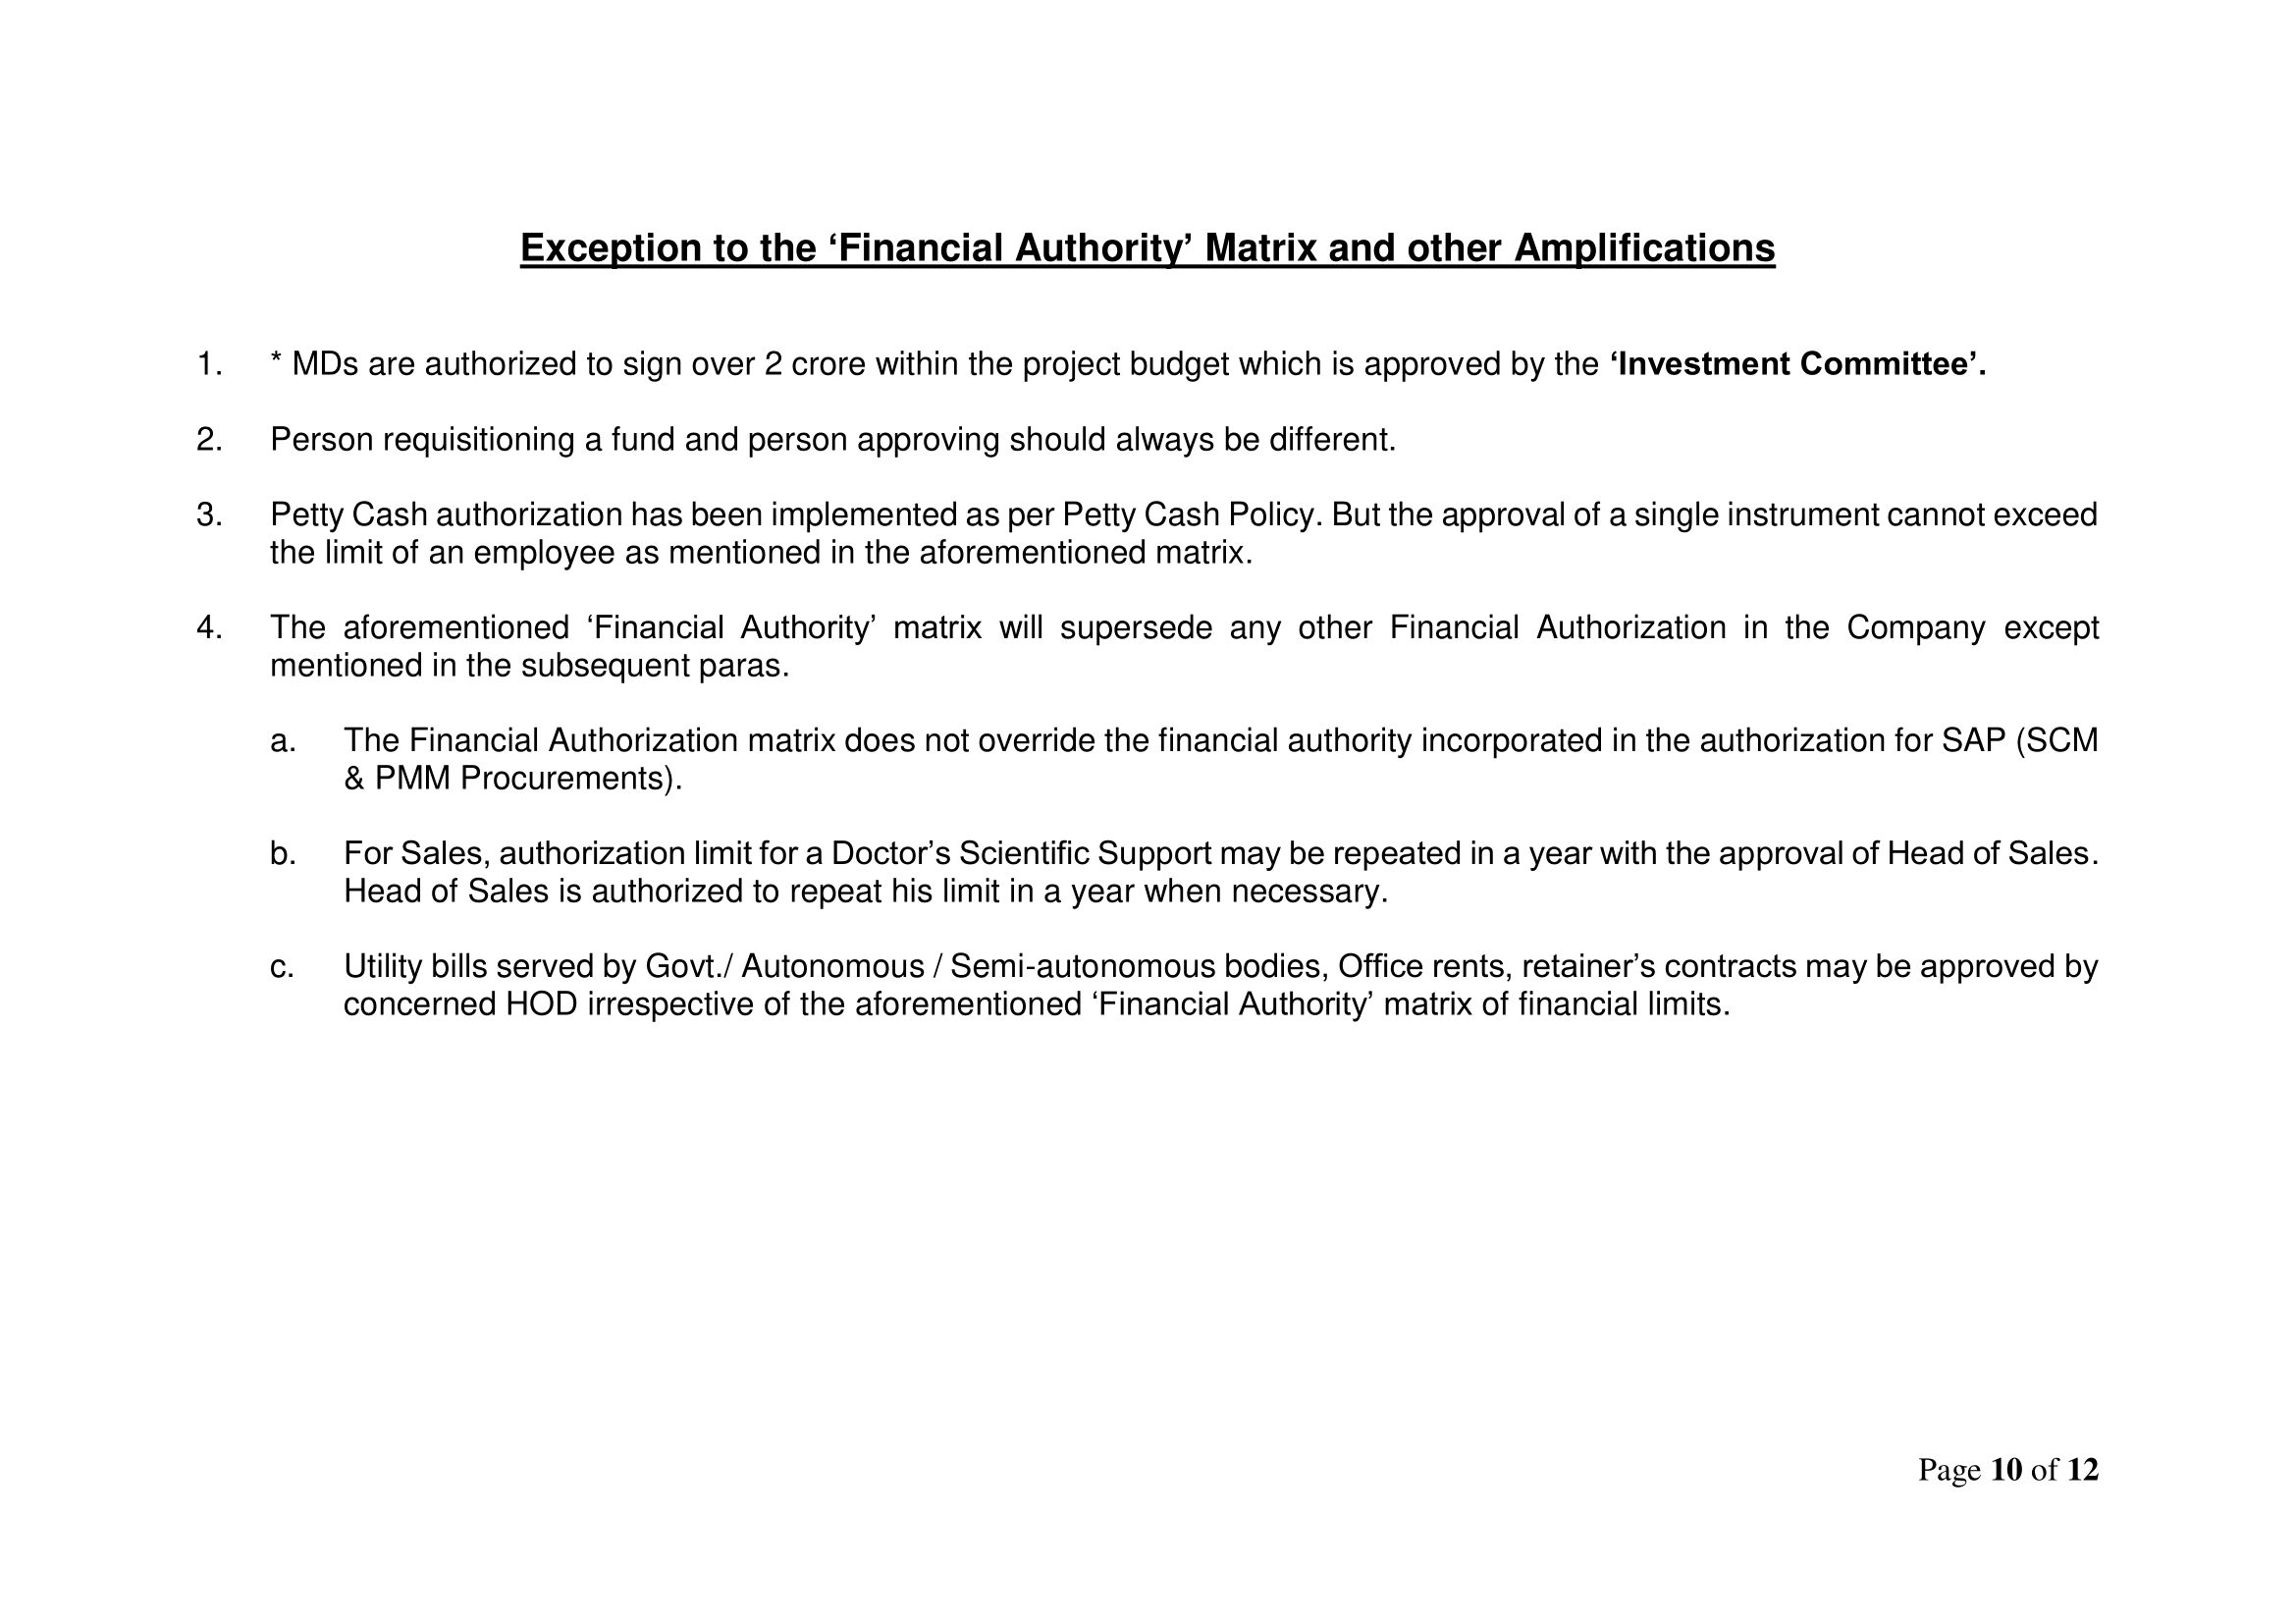 Exception to the ‘Financial Authority’ Matrix and other Amplifications
1. * MDs are authorized to sign over 2 crore within the project budget which is approved by the ‘Investment Committee’.
2. Person requisitioning a fund and person approving should always be different.
3. Petty Cash authorization has been implemented as per Petty Cash Policy. But the approval of a single instrument cannot exceed
the limit of an employee as mentioned in the aforementioned matrix.
4. The aforementioned ‘Financial Authority’ matrix will supersede any other Financial Authorization in the Company except
mentioned in the subsequent paras.
a. The Financial Authorization matrix does not override the financial authority incorporated in the authorization for SAP (SCM
& PMM Procurements).
b. For Sales, authorization limit for a Doctor’s Scientific Support may be repeated in a year with the approval of Head of Sales.
Head of Sales is authorized to repeat his limit in a year when necessary.
c. Utility bills served by Govt./ Autonomous / Semi-autonomous bodies, Office rents, retainer’s contracts may be approved by
concerned HOD irrespective of the aforementioned ‘Financial Authority’ matrix of financial limits.
Page 10 of 12